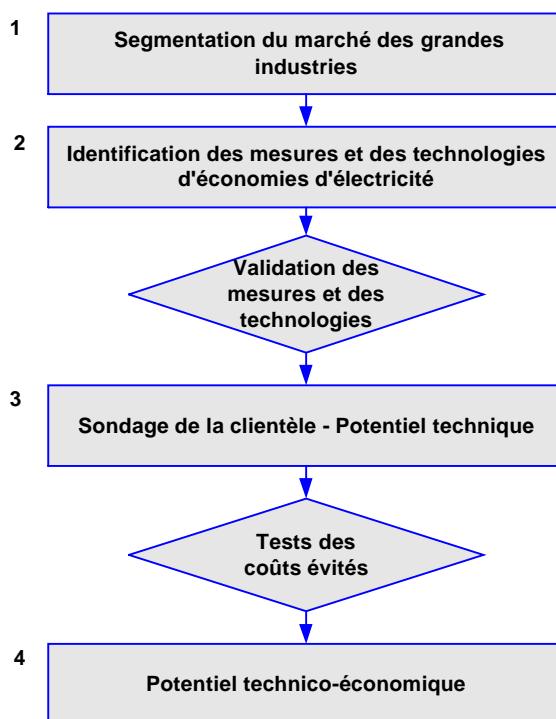 1
Segmentation du marché des grandes
industries
2
Identification des mesures et des technologies
d'économies d'électricité
Validation des
mesures et des
technologies
3
Sondage de la clientèle - Potentiel technique
Tests des
coûts évités
4
Potentiel technico-économique